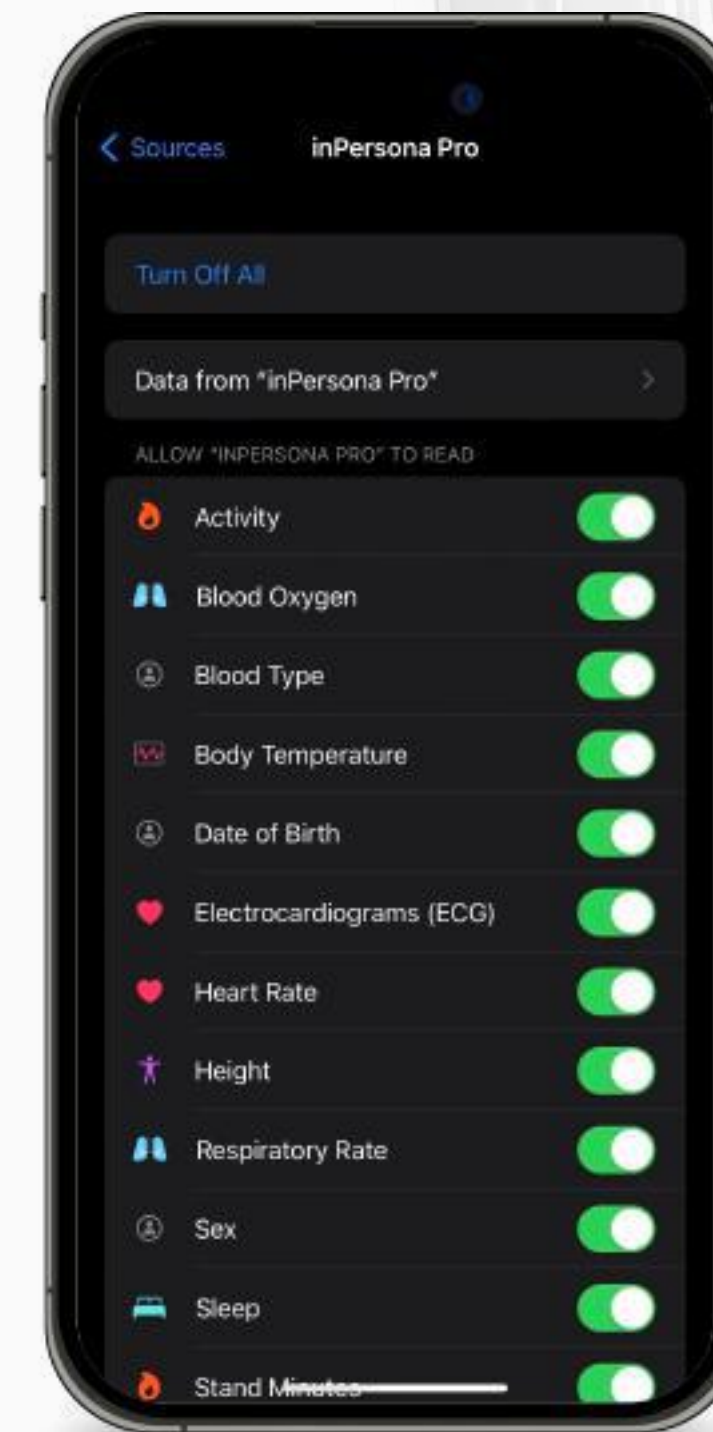 Sources
inPersona Pro
Turn Off All
Data from "inPersona Pro"
ALLOW "INPERSONA PRO" TO READ
Activity
Blood Oxygen
Blood Type
Body Temperature
Date of Birth
Electrocardiograms (ECG)
Heart Rate
Height
Respiratory Rate
Sex
Sleep
Stand Minutes